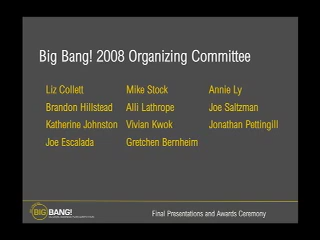 Big Bang! 2008 Organizing Committee
Liz Collett Mike Stock Annie Ly
Brandon Hillstead Alli Lathrope Joe Saltzman
Katherine Johnston Vivian Kwok Jonathan Pettingill
Joe Escalada Gretchen Bernheim
BIG BANG!
Final Presentations and Awards Ceremony